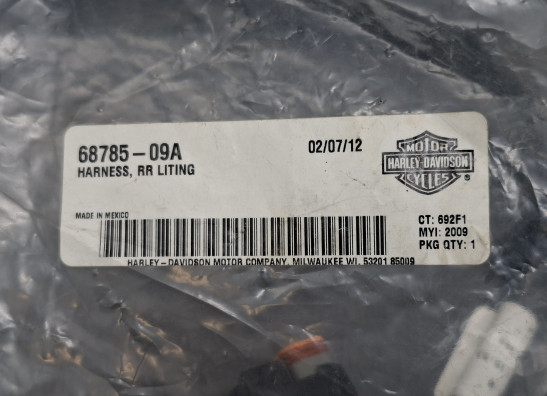 68785-09A
02/07/12
HARNESS, RR LITING
MOTOR
HARLEY-DAVIDSON
CYCLES
®
MADE IN MEXICO
CT: 692F1
MYI: 2009
PKG QTY: 1
HARLEY-DAVIDSON MOTOR COMPANY, MILWAUKEE WI, 53201 85009